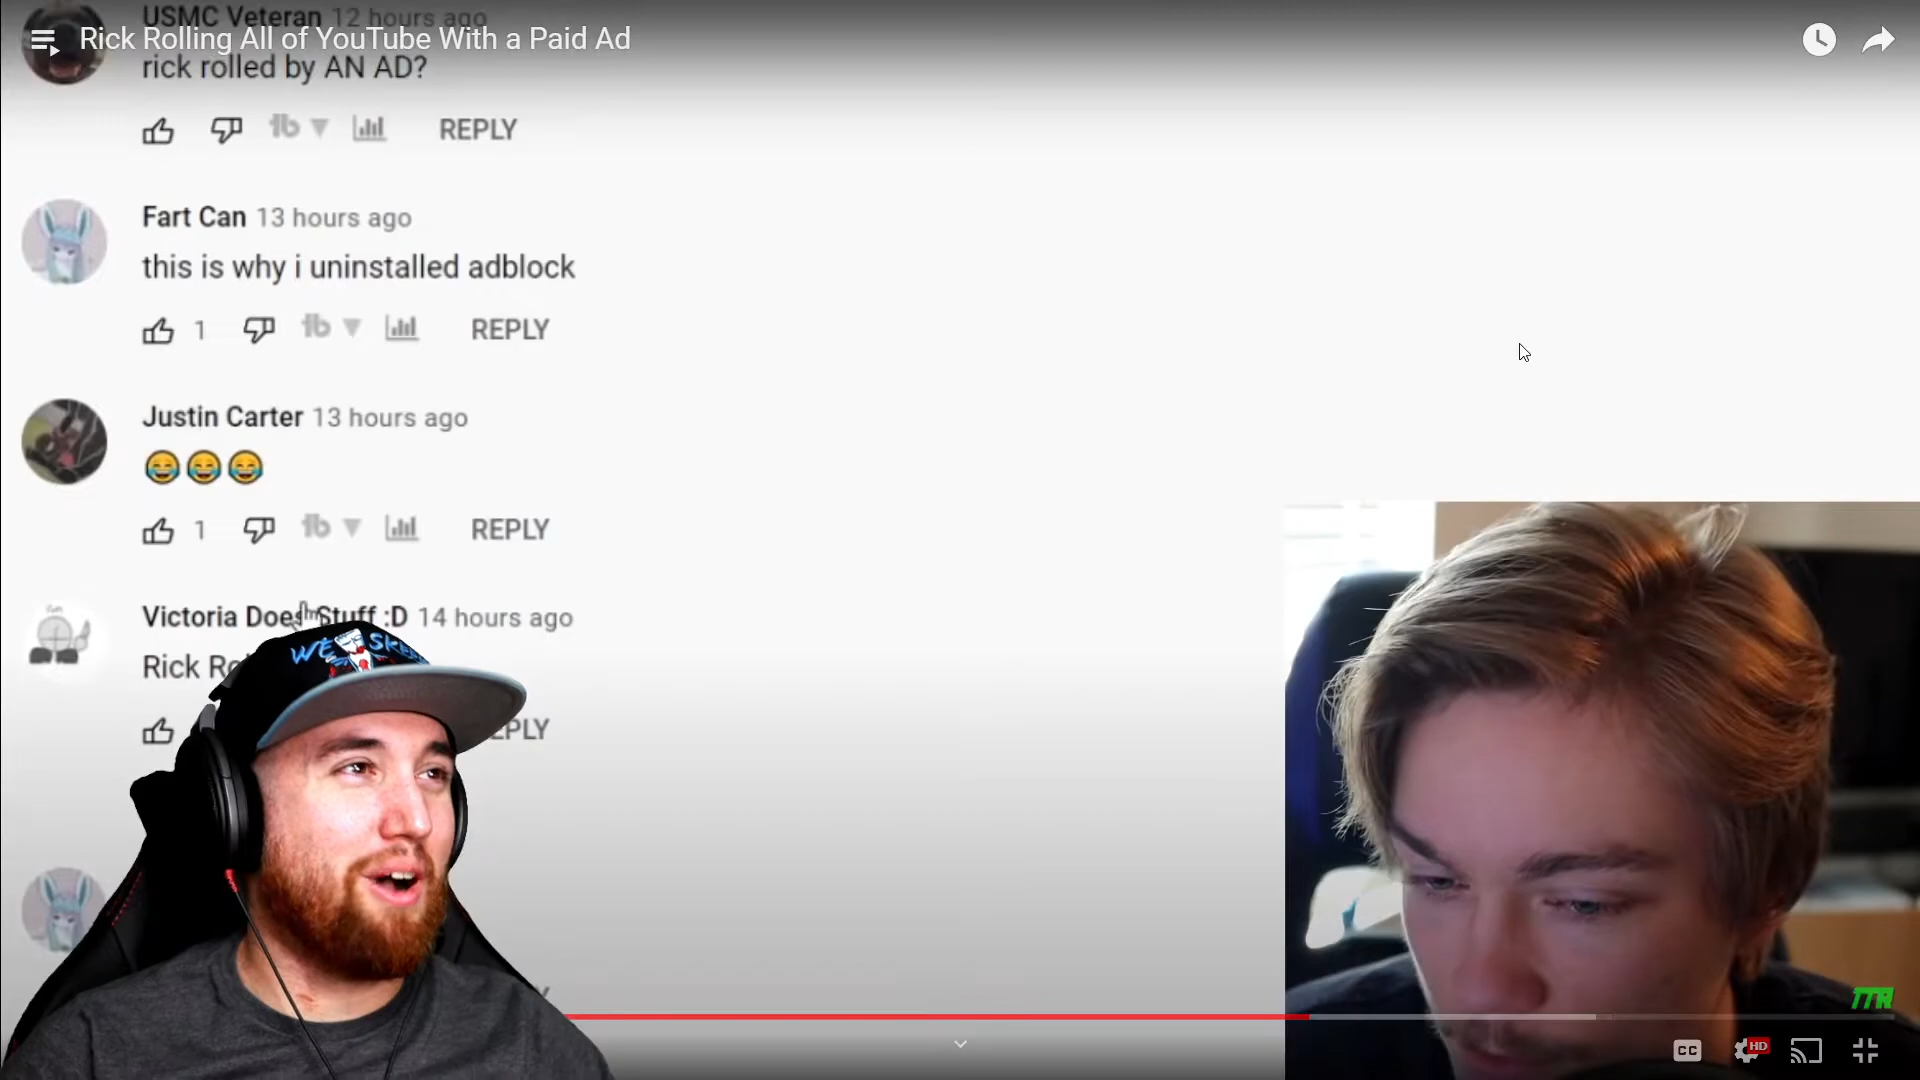 USMC Veteran 12 hours ago
Rick Rolling All of YouTube With a Paid Ad
rick rolled by AN AD?
REPLY
Fart Can 13 hours ago
this is why i uninstalled adblock
1 REPLY
Justin Carter 13 hours ago
😂😂😂
1 REPLY
Victoria Does Stuff :D 14 hours ago
Rick
WE
TTR
CC HD